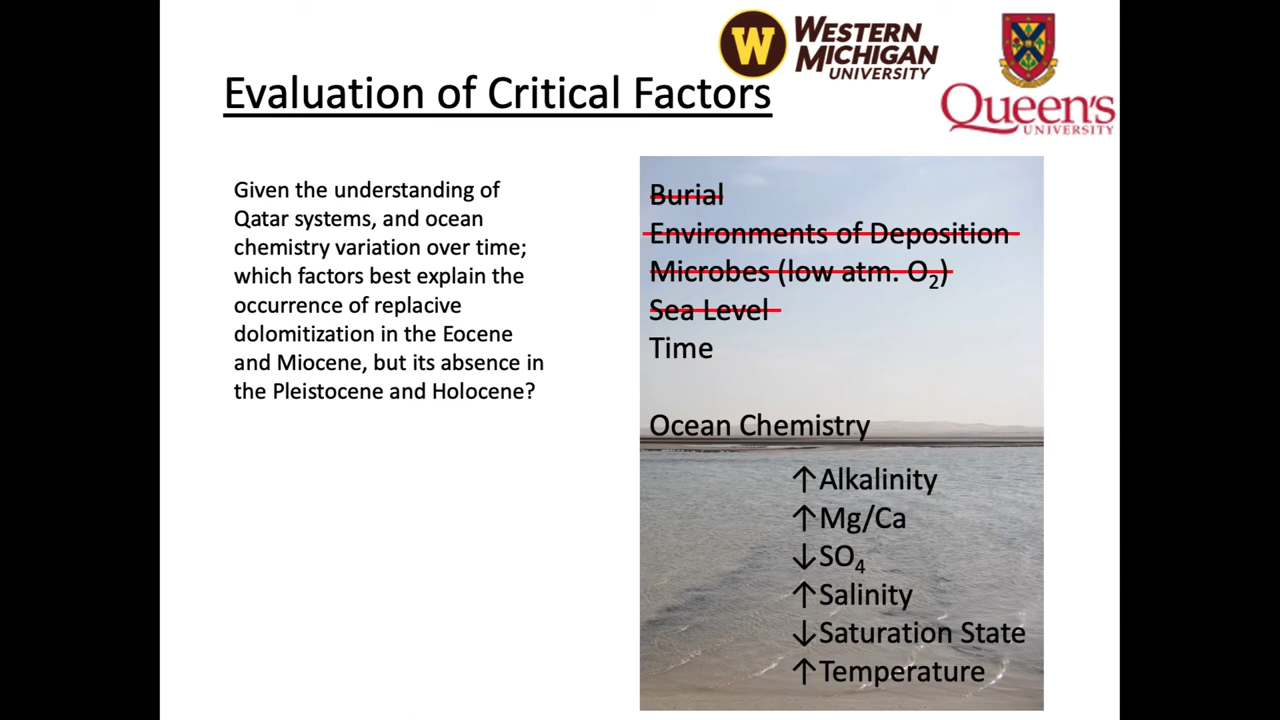 W
WESTERN
MICHIGAN
UNIVERSITY
Queen's
UNIVERSITY
Evaluation of Critical Factors
Given the understanding of
Qatar systems, and ocean
chemistry variation over time;
which factors best explain the
occurrence of replacive
dolomitization in the Eocene
and Miocene, but its absence in
the Pleistocene and Holocene?
Burial
Environments of Deposition
Microbes (low atm. O₂)
Sea Level
Time
Ocean Chemistry
↑Alkalinity
↑Mg/Ca
↓SO₄
↑Salinity
↓Saturation State
↑Temperature